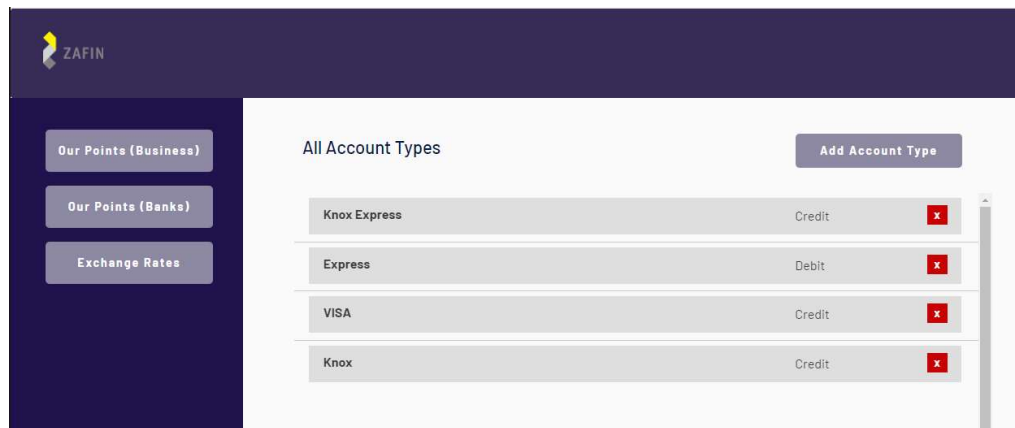 ZAFIN
Our Points (Business)
Our Points (Banks)
Exchange Rates
All Account Types
Add Account Type
Knox Express Credit x
Express Debit x
VISA Credit x
Knox Credit x